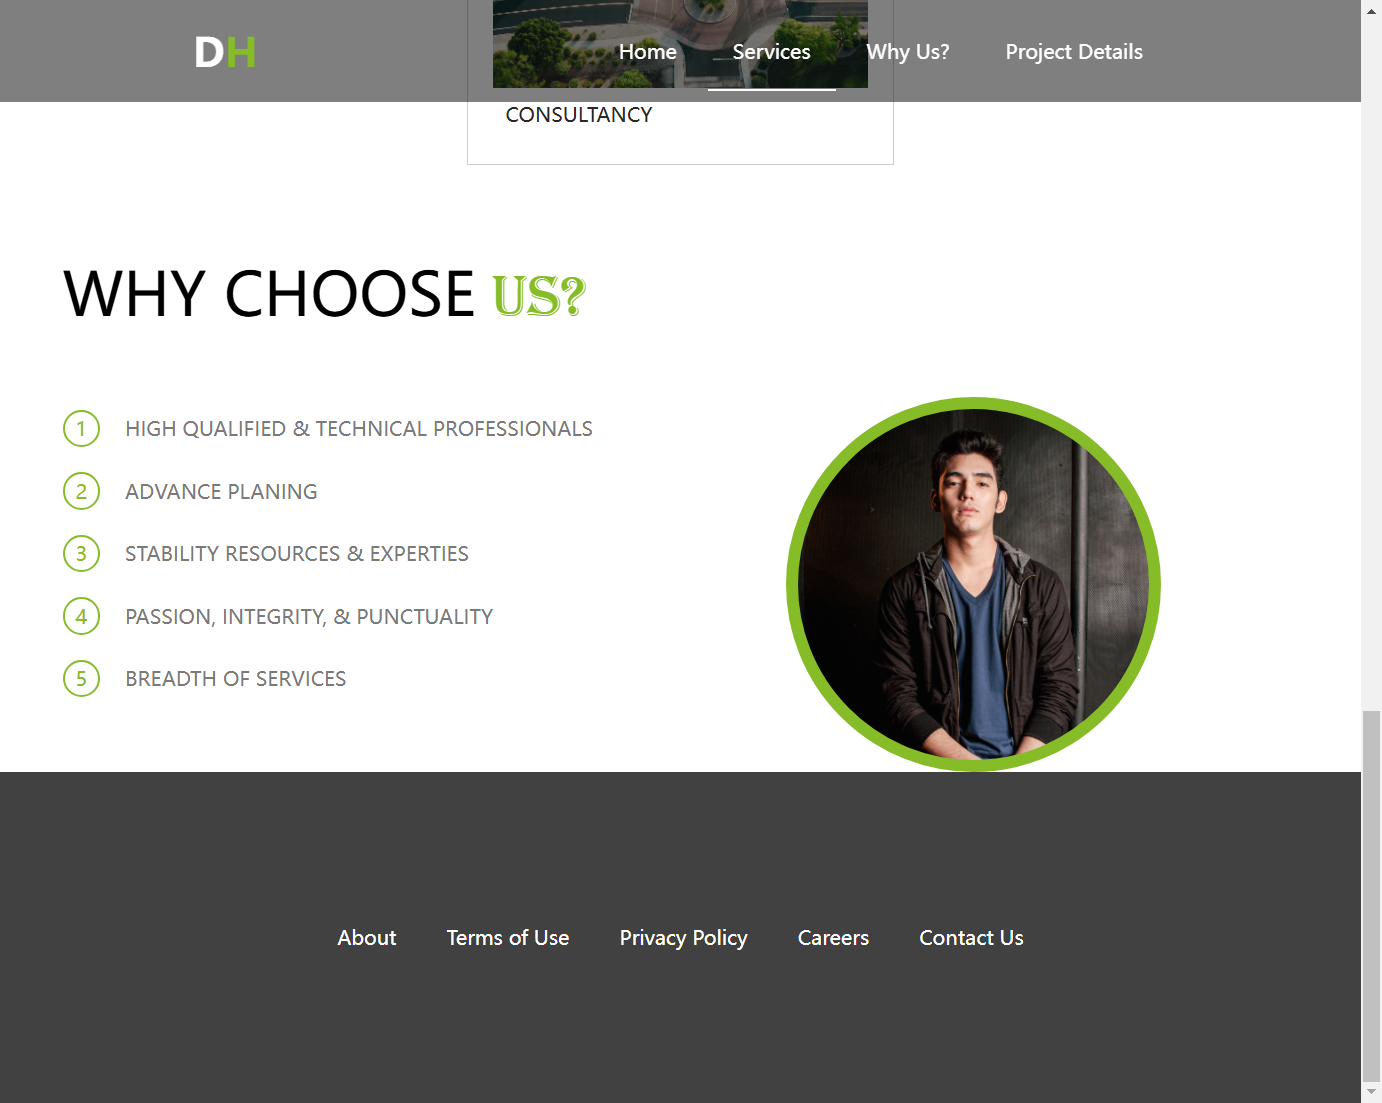 DH
Home Services Why Us? Project Details
CONSULTANCY
WHY CHOOSE US?
1 HIGH QUALIFIED & TECHNICAL PROFESSIONALS
2 ADVANCE PLANING
3 STABILITY RESOURCES & EXPERTIES
4 PASSION, INTEGRITY, & PUNCTUALITY
5 BREADTH OF SERVICES
About Terms of Use Privacy Policy Careers Contact Us